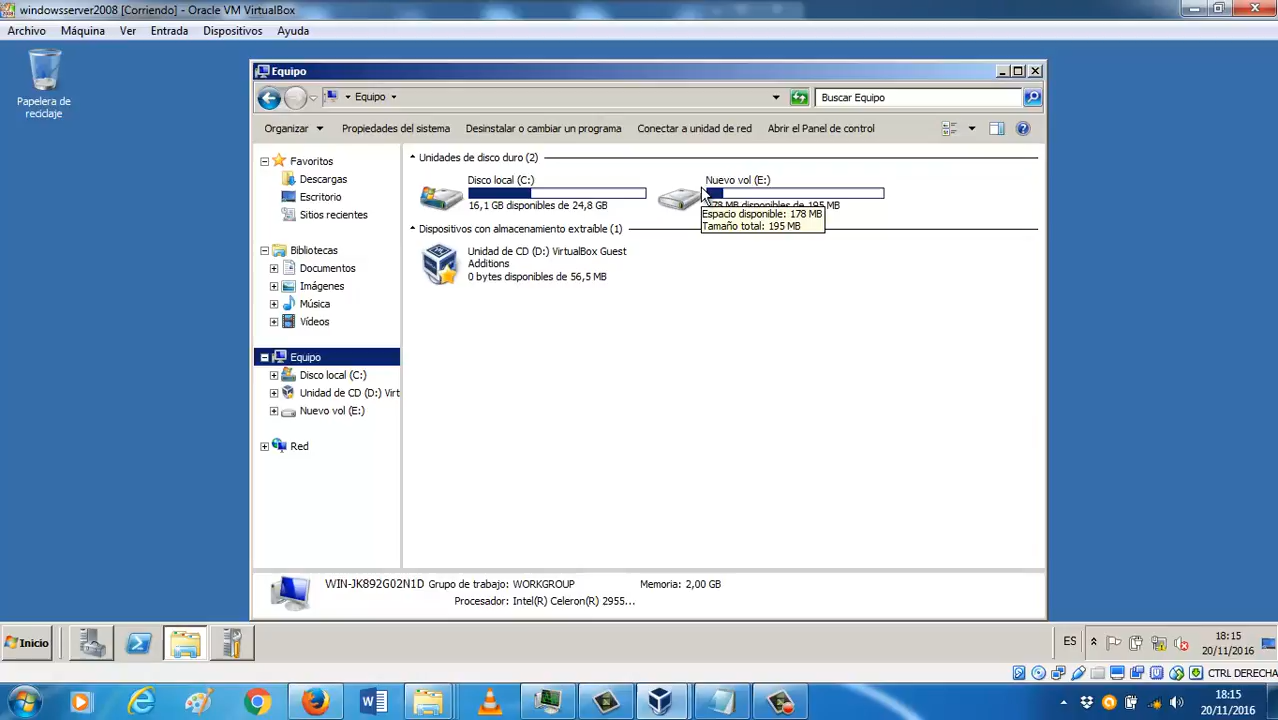 windowsserver2008 [Corriendo] - Oracle VM VirtualBox
Archivo Máquina Ver Entrada Dispositivos Ayuda
Papelera de reciclaje
Equipo
Equipo
Buscar Equipo
Organizar Propiedades del sistema Desinstalar o cambiar un programa Conectar a unidad de red Abrir el Panel de control
Favoritos
Descargas
Escritorio
Sitios recientes
Bibliotecas
Documentos
Imágenes
Música
Vídeos
Equipo
Disco local (C:)
Unidad de CD (D:) Virt
Nuevo vol (E:)
Red
Unidades de disco duro (2)
Disco local (C:)
16,1 GB disponibles de 24,8 GB
Nuevo vol (E:)
178 MB disponibles de 195 MB
Espacio disponible: 178 MB
Tamaño total: 195 MB
Dispositivos con almacenamiento extraíble (1)
Unidad de CD (D:) VirtualBox Guest
Additions
0 bytes disponibles de 56,5 MB
WIN-JK892G02N1D Grupo de trabajo: WORKGROUP Memoria: 2,00 GB
Procesador: Intel(R) Celeron(R) 2955...
Inicio
ES
18:15
20/11/2016
CTRL DERECHA
18:15
20/11/2016